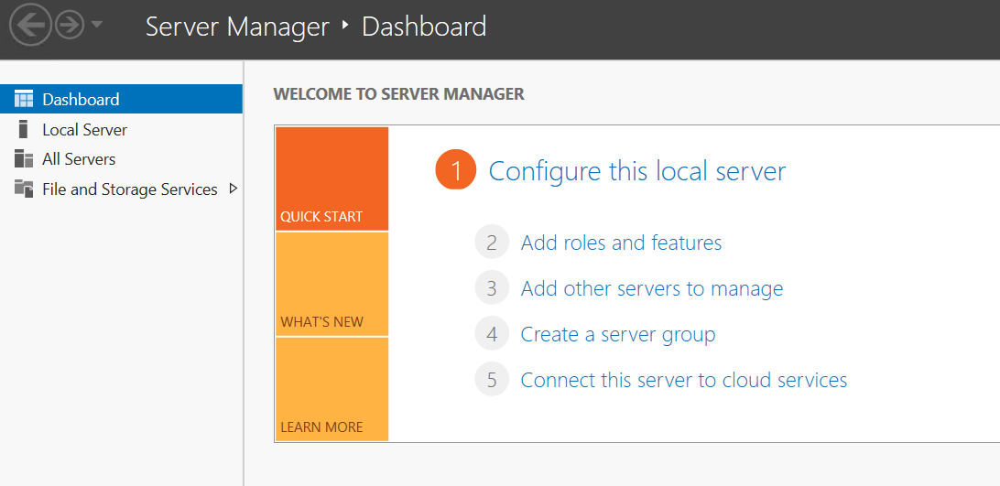 Server Manager ‣ Dashboard
Dashboard
Local Server
All Servers
File and Storage Services
WELCOME TO SERVER MANAGER
QUICK START
WHAT'S NEW
LEARN MORE
1 Configure this local server
2 Add roles and features
3 Add other servers to manage
4 Create a server group
5 Connect this server to cloud services